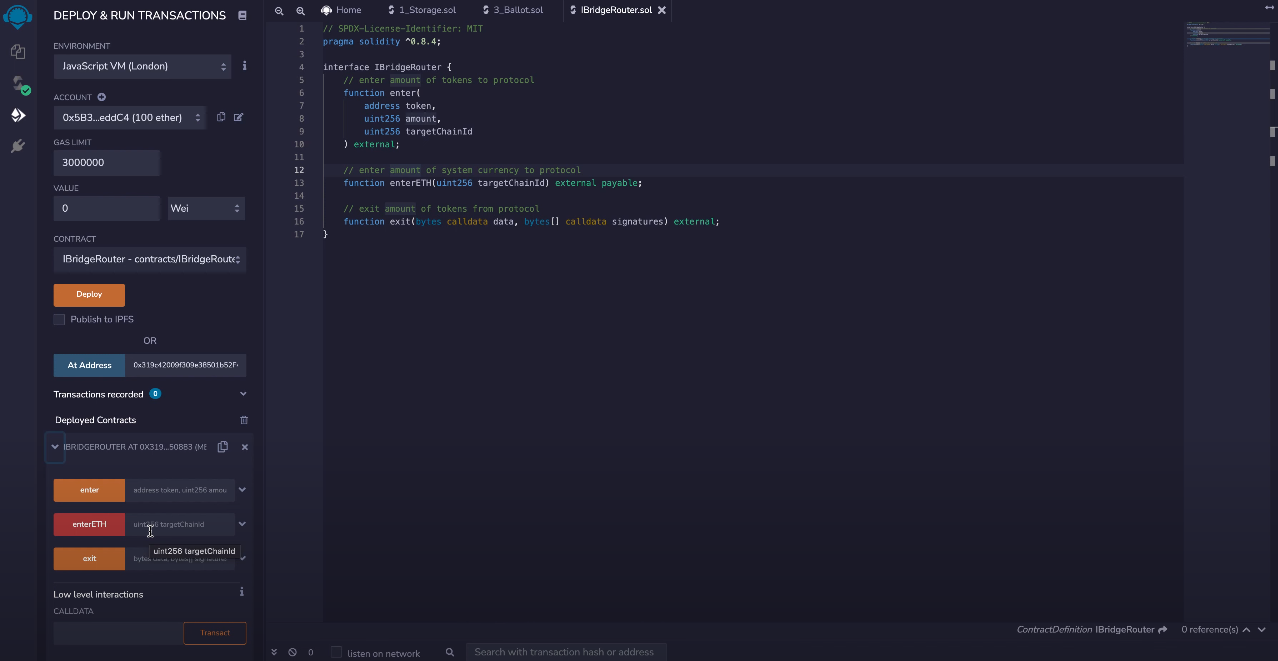 DEPLOY & RUN TRANSACTIONS
ENVIRONMENT
JavaScript VM (London)
ACCOUNT
0x5B3...eddC4 (100 ether)
GAS LIMIT
3000000
VALUE
0
Wei
CONTRACT
IBridgeRouter - contracts/IBridgeRoute
Deploy
Publish to IPFS
OR
At Address
0x319c42009f309e38501b52F
Transactions recorded 0
Deployed Contracts
IBRIDGEROUTER AT 0X319...50883 (ME
enter
address token, uint256 amou
enterETH
uint256 targetChainId
uint256 targetChainId
exit
bytes data, bytes[] signature
Low level interactions
CALLDATA
Transact
Home
1_Storage.sol
3_Ballot.sol
IBridgeRouter.sol
1 // SPDX-License-Identifier: MIT
2 pragma solidity ^0.8.4;
3
4 interface IBridgeRouter {
5 // enter amount of tokens to protocol
6 function enter(
7 address token,
8 uint256 amount,
9 uint256 targetChainId
10 ) external;
11
12 // enter amount of system currency to protocol
13 function enterETH(uint256 targetChainId) external payable;
14
15 // exit amount of tokens from protocol
16 function exit(bytes calldata data, bytes[] calldata signatures) external;
17 }
ContractDefinition IBridgeRouter
0 reference(s)
0
listen on network
Search with transaction hash or address